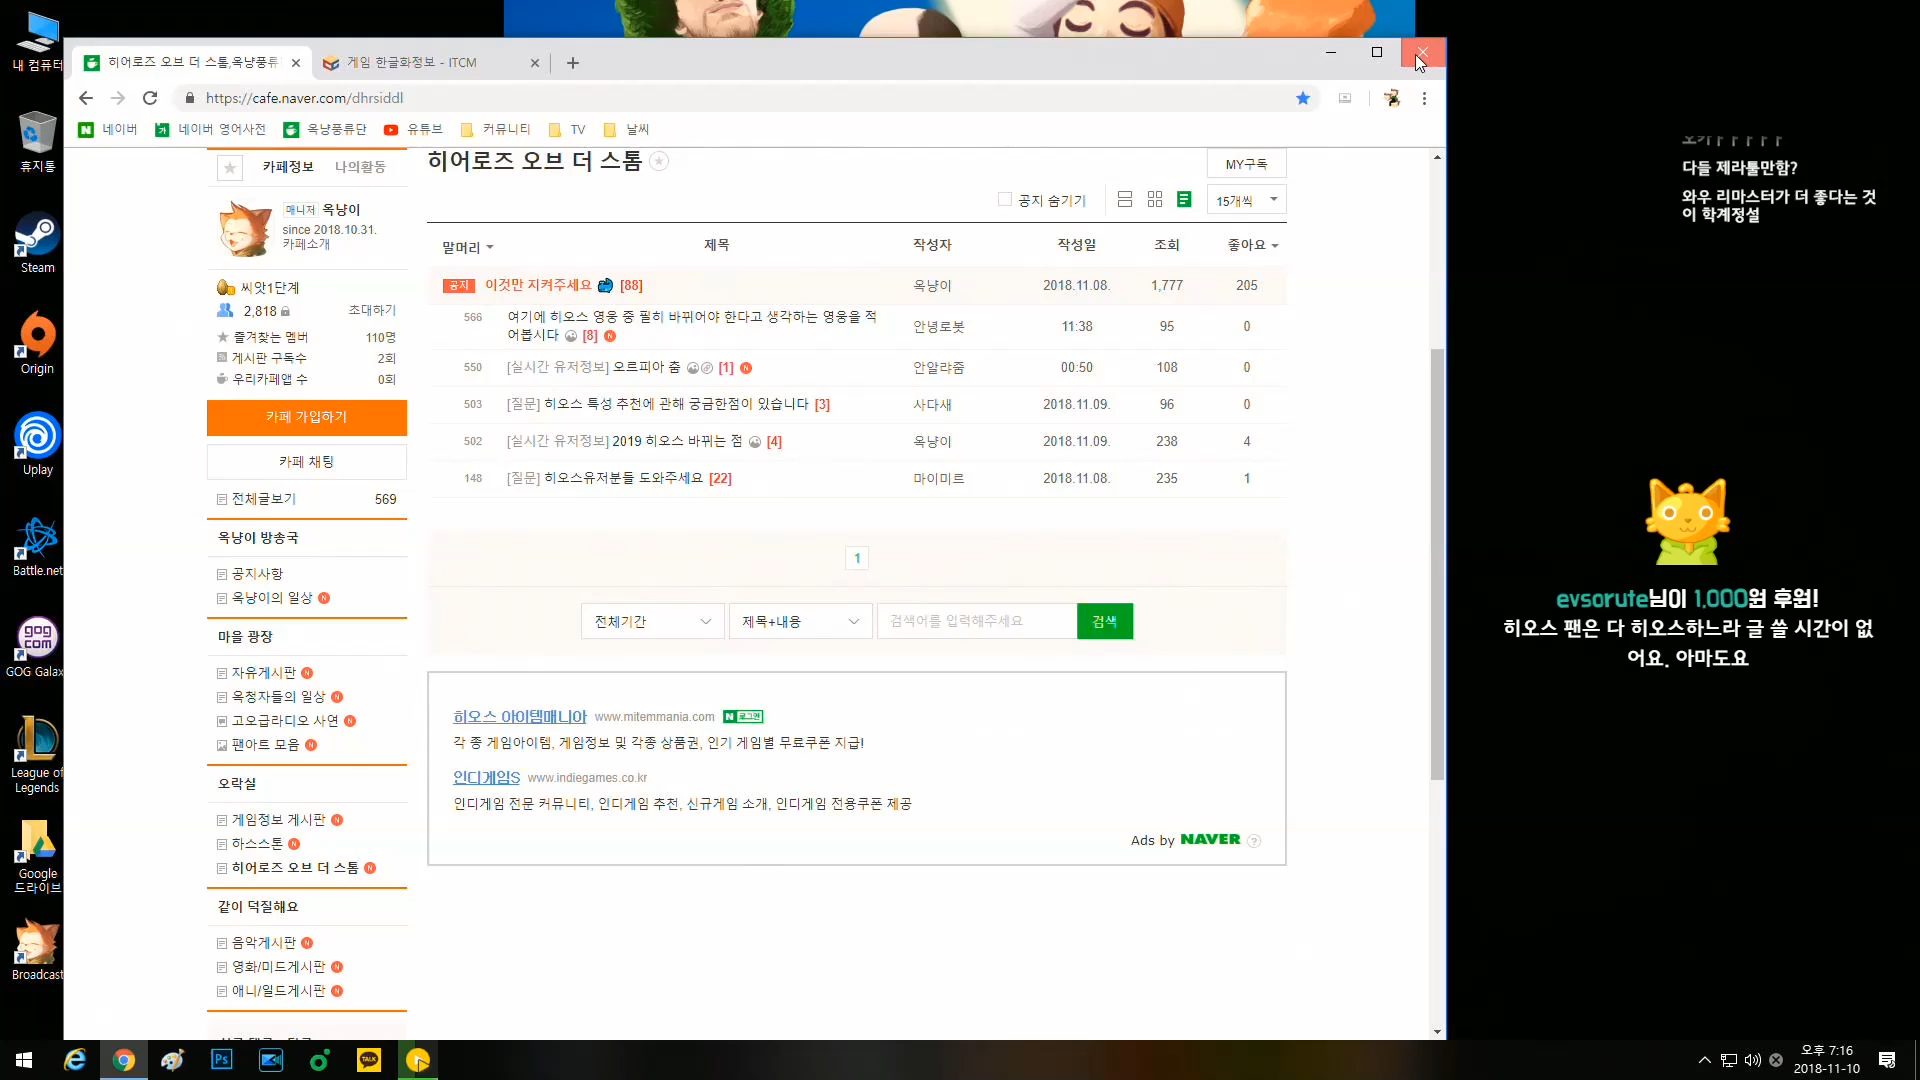 내 컴퓨터
휴지통
Steam
Origin
Uplay
Battle.net
GOG Galax
League of
Legends
Google
드라이브
Broadcast
히어로즈 오브 더 스톰,옥냥풍류
게임 한글화정보 - ITCM
https://cafe.naver.com/dhrsiddl
네이버
네이버 영어사전
옥냥풍류단
유튜브
커뮤니티
TV
날씨
카페정보
나의활동
매니저 옥냥이
since 2018.10.31.
카페소개
씨앗1단계
2,818
초대하기
즐겨찾는 멤버 110명
게시판 구독수 2회
우리카페앱 수 0회
카페 가입하기
카페 채팅
전체글보기 569
옥냥이 방송국
공지사항
옥냥이의 일상
마을 광장
자유게시판
옥청자들의 일상
고오급라디오 사연
팬아트 모음
오락실
게임정보 게시판
하스스톤
히어로즈 오브 더 스톰
같이 덕질해요
음악게시판
영화/미드게시판
애니/일드게시판
히어로즈 오브 더 스톰
MY구독
공지 숨기기
15개씩
말머리 제목 작성자 작성일 조회 좋아요
공지 이것만 지켜주세요 [88] 옥냥이 2018.11.08. 1,777 205
566 여기에 히오스 영웅 중 필히 바뀌어야 한다고 생각하는 영웅을 적
어봅시다 [8] 안녕로봇 11:38 95 0
550 [실시간 유저정보] 오르피아 춤 [1] 안알랴줌 00:50 108 0
503 [질문] 히오스 특성 추천에 관해 궁금한점이 있습니다 [3] 사다새 2018.11.09. 96 0
502 [실시간 유저정보] 2019 히오스 바뀌는 점 [4] 옥냥이 2018.11.09. 238 4
148 [질문] 히오스유저분들 도와주세요 [22] 마이미르 2018.11.08. 235 1
1
전체기간
제목+내용
검색어를 입력해주세요
검색
히오스 아이템매니아 www.mitemmania.com N 로그인
각 종 게임아이템, 게임정보 및 각종 상품권, 인기 게임별 무료쿠폰 지급!
인디게임S www.indiegames.co.kr
인디게임 전문 커뮤니티, 인디게임 추천, 신규게임 소개, 인디게임 전용쿠폰 제공
Ads by NAVER
다들 제라툴만함?
와우 리마스터가 더 좋다는 것
이 학계정설
evsorute님이 1,000원 후원!
히오스 팬은 다 히오스하느라 글 쓸 시간이 없
어요. 아마도요
Ps
TALK
오후 7:16
2018-11-10